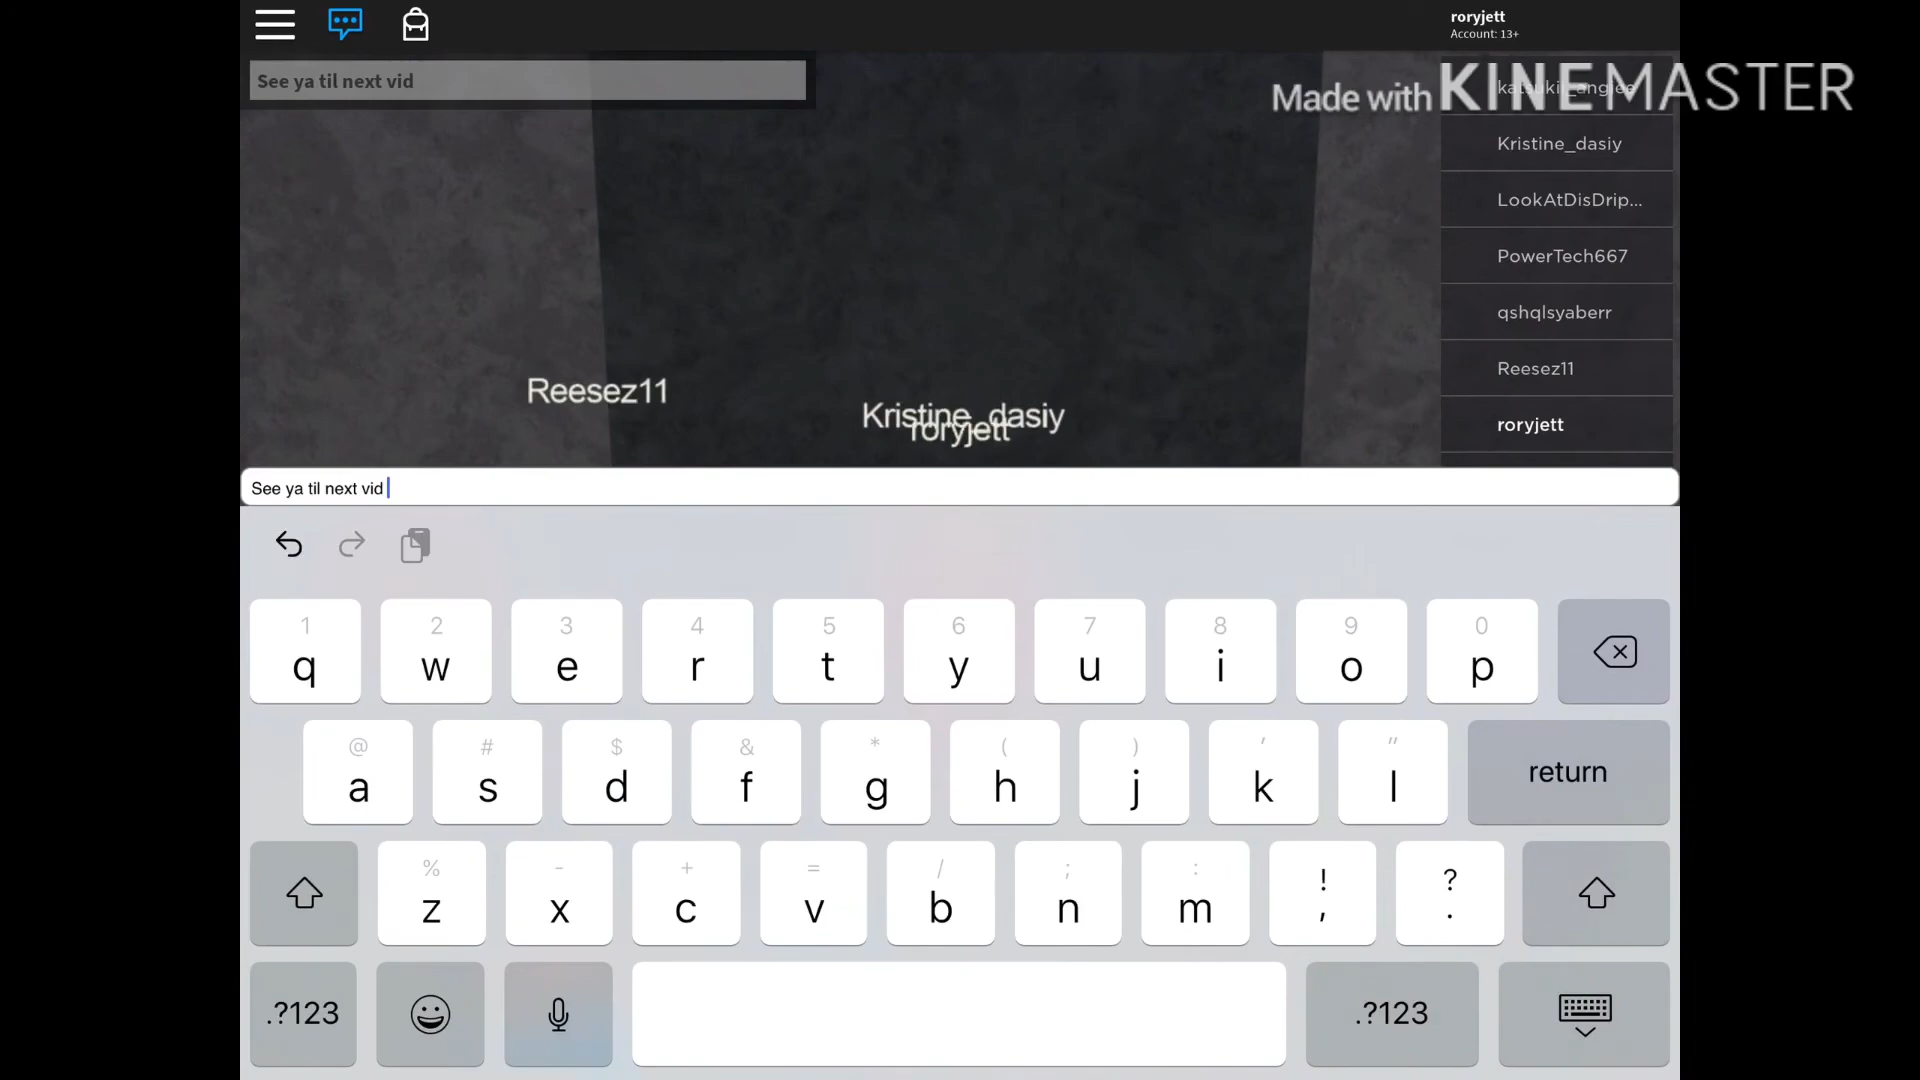 roryjett
Account: 13+
See ya til next vid
Made with KINEMASTER
Kristine_dasiy
LookAtDisDrip...
PowerTech667
qshqlsyaberr
Reesez11
roryjett
Reesez11
Kristine_dasiy
roryjett
See ya til next vid
1 2 3 4 5 6 7 8 9 0
q w e r t y u i o p
@ # $ & * ( ) ' "
a s d f g h j k l return
% - + = / ; : ! ?
z x c v b n m , .
.?123 .?123